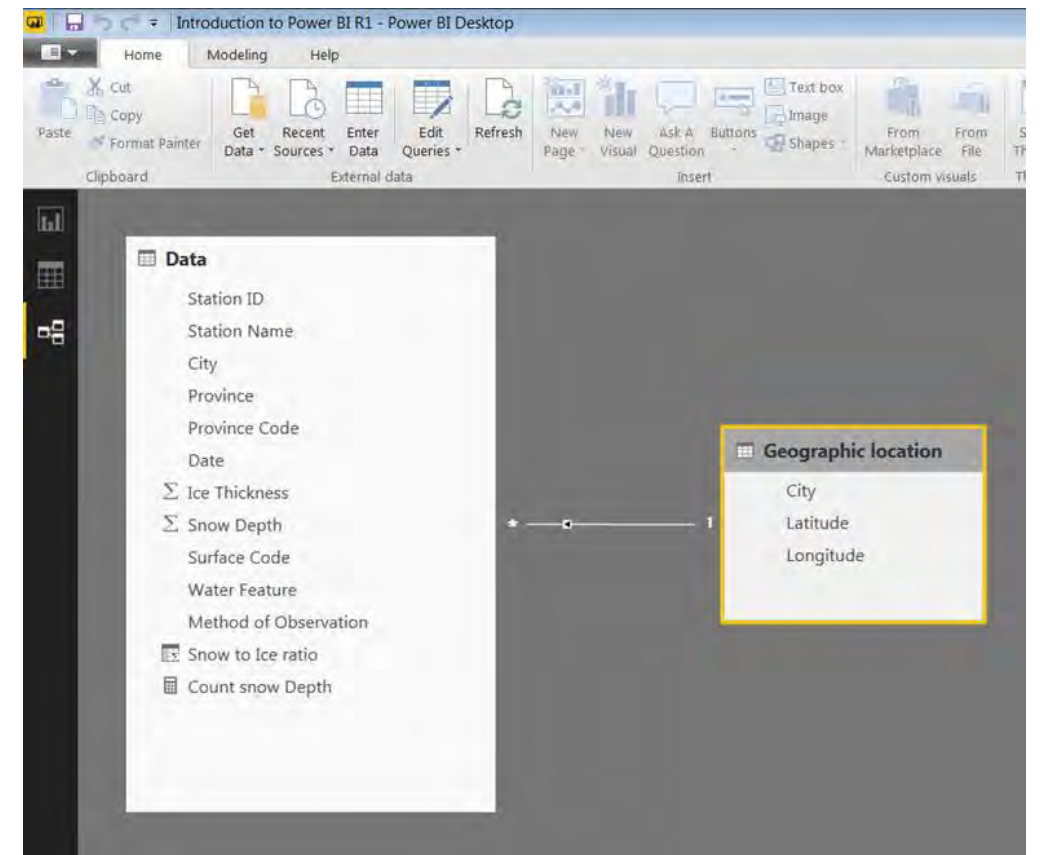 Introduction to Power BI R1 - Power BI Desktop
Home Modeling Help
Paste
Cut
Copy
Format Painter
Clipboard
Get Data
Recent Sources
Enter Data
Edit Queries
Refresh
External data
New Page
New Visual
Ask A Question
Buttons
Text box
Image
Shapes
Insert
From Marketplace
From File
Custom visuals
Data
Station ID
Station Name
City
Province
Province Code
Date
Σ Ice Thickness
Σ Snow Depth
Surface Code
Water Feature
Method of Observation
Snow to Ice ratio
Count snow Depth
* 1
Geographic location
City
Latitude
Longitude